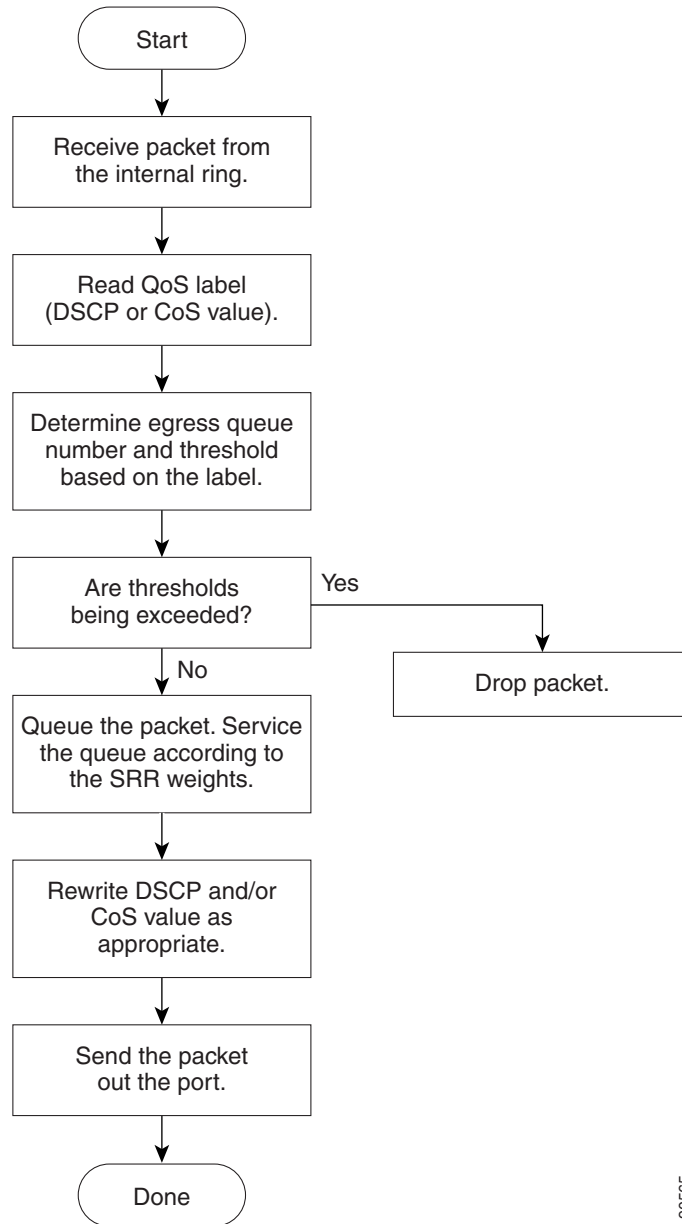 Start
Receive packet from
the internal ring.
Read QoS label
(DSCP or CoS value).
Determine egress queue
number and threshold
based on the label.
Are thresholds
being exceeded?
Yes
No
Drop packet.
Queue the packet. Service
the queue according to
the SRR weights.
Rewrite DSCP and/or
CoS value as
appropriate.
Send the packet
out the port.
Done